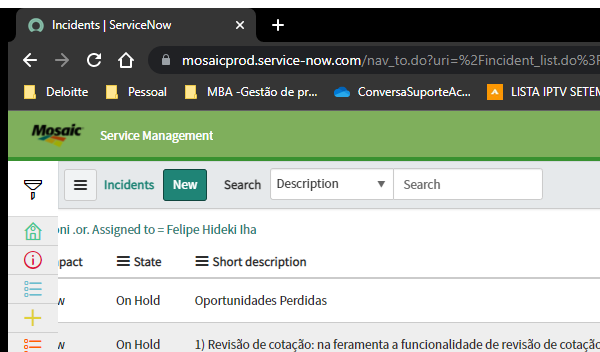 Incidents | ServiceNow
mosaicprod.service-now.com/nav_to.do?uri=%2Fincident_list.do%3F
Deloitte Pessoal MBA -Gestão de pr... ConversaSuporteAc... LISTA IPTV SETEM
Mosaic Service Management
Incidents New Search Description Search
oni .or. Assigned to = Felipe Hideki Iha
pact State Short description
w On Hold Oportunidades Perdidas
w On Hold 1) Revisão de cotação: na feramenta a funcionalidade de revisão de cotação